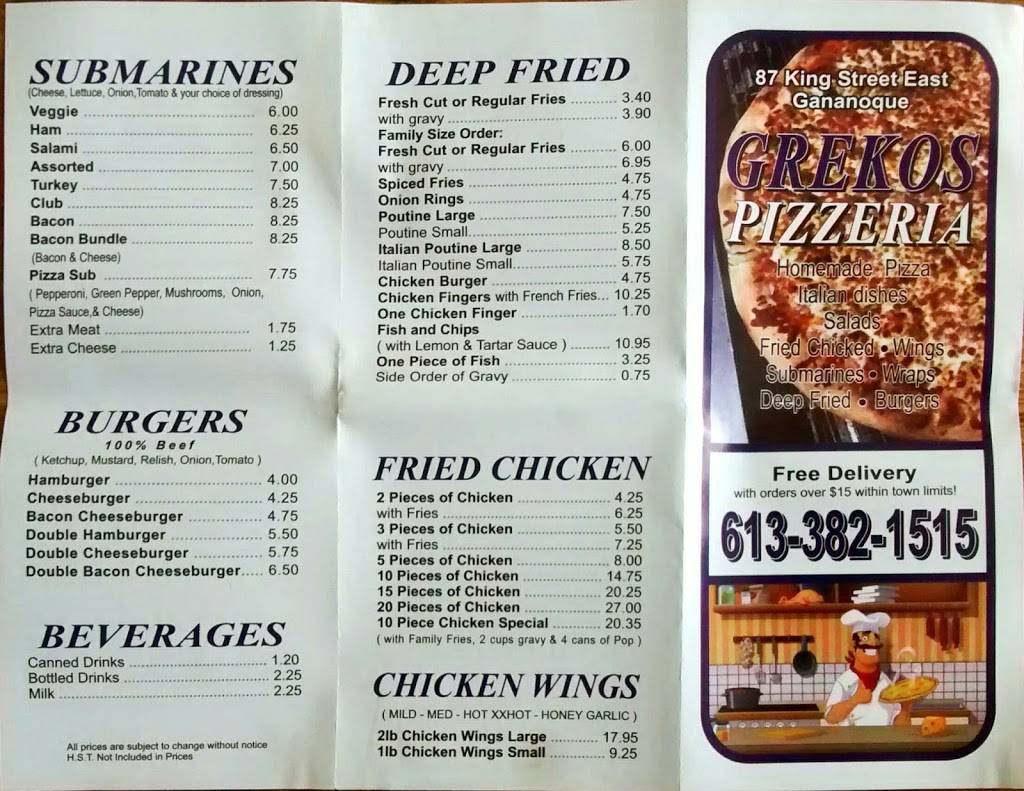 SUBMARINES
(Cheese, Lettuce, Onion,Tomato & your choice of dressing)
Veggie 6.00
Ham 6.25
Salami 6.50
Assorted 7.00
Turkey 7.50
Club 8.25
Bacon 8.25
Bacon Bundle 8.25
(Bacon & Cheese)
Pizza Sub 7.75
( Pepperoni, Green Pepper, Mushrooms, Onion,
Pizza Sauce,& Cheese)
Extra Meat 1.75
Extra Cheese 1.25
BURGERS
100% Beef
( Ketchup, Mustard, Relish, Onion,Tomato )
Hamburger 4.00
Cheeseburger 4.25
Bacon Cheeseburger 4.75
Double Hamburger 5.50
Double Cheeseburger 5.75
Double Bacon Cheeseburger..... 6.50
BEVERAGES
Canned Drinks 1.20
Bottled Drinks 2.25
Milk 2.25
All prices are subject to change without notice
H.S.T. Not Included in Prices
DEEP FRIED
Fresh Cut or Regular Fries 3.40
with gravy 3.90
Family Size Order:
Fresh Cut or Regular Fries 6.00
with gravy 6.95
Spiced Fries 4.75
Onion Rings 4.75
Poutine Large 7.50
Poutine Small 5.25
Italian Poutine Large 8.50
Italian Poutine Small 5.75
Chicken Burger 4.75
Chicken Fingers with French Fries... 10.25
One Chicken Finger 1.70
Fish and Chips
( with Lemon & Tartar Sauce ) 10.95
One Piece of Fish 3.25
Side Order of Gravy 0.75
FRIED CHICKEN
2 Pieces of Chicken 4.25
with Fries 6.25
3 Pieces of Chicken 5.50
with Fries 7.25
5 Pieces of Chicken 8.00
10 Pieces of Chicken 14.75
15 Pieces of Chicken 20.25
20 Pieces of Chicken 27.00
10 Piece Chicken Special 20.35
( with Family Fries, 2 cups gravy & 4 cans of Pop )
CHICKEN WINGS
( MILD - MED - HOT XXHOT - HONEY GARLIC )
2lb Chicken Wings Large 17.95
1lb Chicken Wings Small 9.25
87 King Street East
Gananoque
GREKOS
PIZZERIA
Homemade Pizza
Italian dishes
Salads
Fried Chicked • Wings
Submarines • Wraps
Deep Fried • Burgers
Free Delivery
with orders over $15 within town limits!
613-382-1515